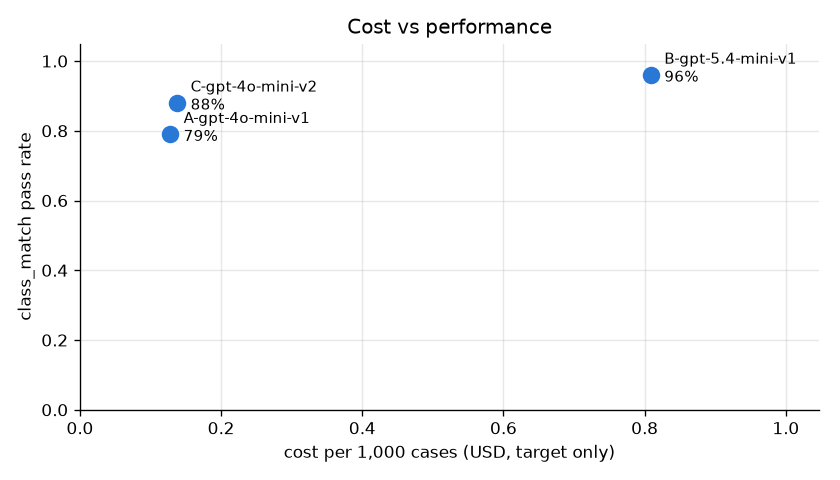 Cost vs performance
B-gpt-5.4-mini-v1
96%
C-gpt-4o-mini-v2
88%
A-gpt-4o-mini-v1
79%
class_match pass rate
1.0
0.8
0.6
0.4
0.2
0.0
0.0 0.2 0.4 0.6 0.8 1.0
cost per 1,000 cases (USD, target only)